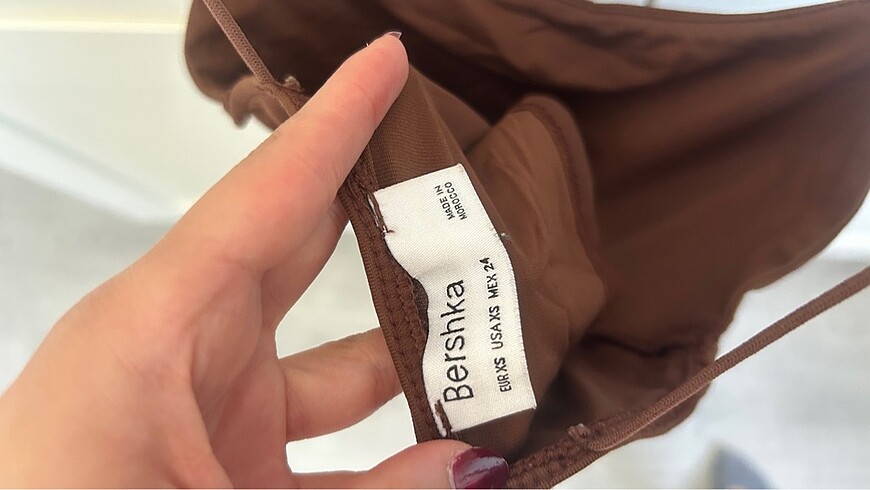 Bershka
EUR XS USA XS MEX 24
MADE IN
MOROCCO